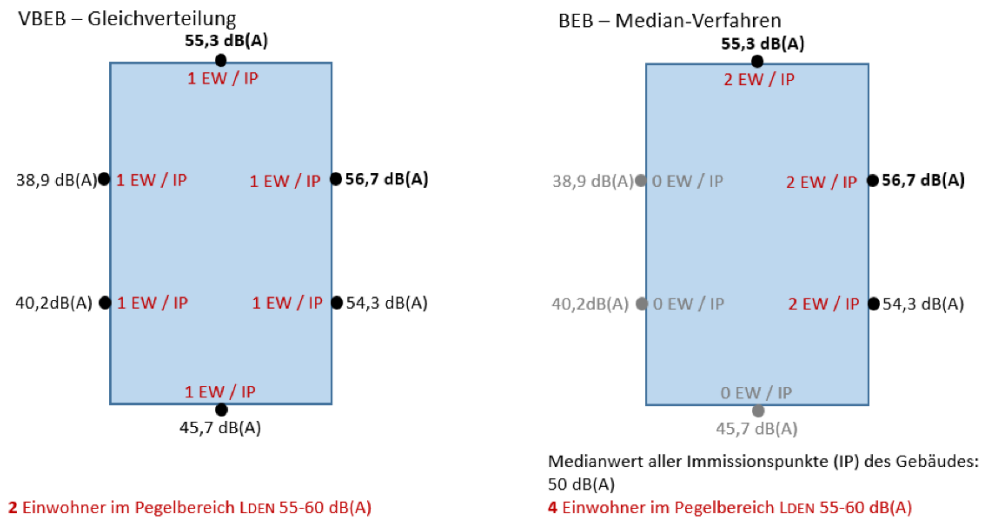 VBEB – Gleichverteilung
55,3 dB(A)
1 EW / IP
38,9 dB(A)
1 EW / IP
1 EW / IP
56,7 dB(A)
40,2dB(A)
1 EW / IP
1 EW / IP
54,3 dB(A)
1 EW / IP
45,7 dB(A)
2 Einwohner im Pegelbereich LDEN 55-60 dB(A)
BEB – Median-Verfahren
55,3 dB(A)
2 EW / IP
38,9 dB(A)
0 EW / IP
2 EW / IP
56,7 dB(A)
40,2dB(A)
0 EW / IP
2 EW / IP
54,3 dB(A)
0 EW / IP
45,7 dB(A)
Medianwert aller Immissionspunkte (IP) des Gebäudes:
50 dB(A)
4 Einwohner im Pegelbereich LDEN 55-60 dB(A)